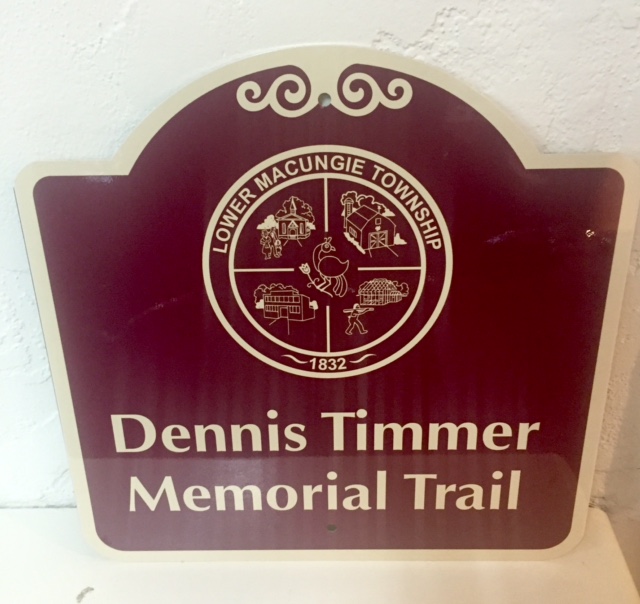 LOWER MACUNGIE TOWNSHIP
1832
Dennis Timmer
Memorial Trail